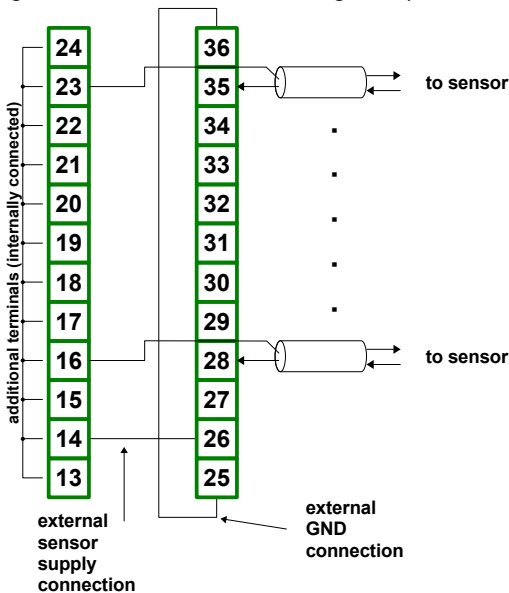 24
36
23
35
to sensor
22
34
21
33
20
32
19
31
18
30
17
29
16
28
to sensor
15
27
14
26
13
25
additional terminals (internally connected)
external
sensor
supply
connection
external
GND
connection